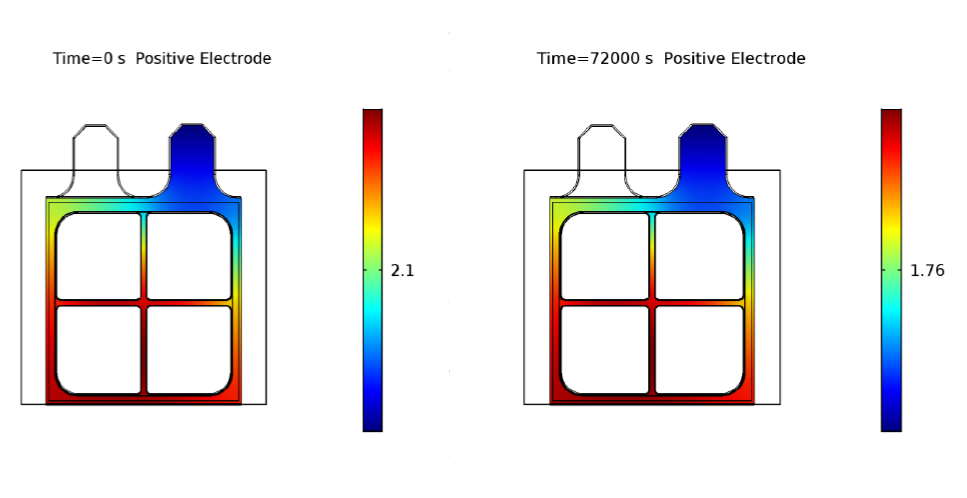 Time=0 s  Positive Electrode
2.1
Time=72000 s  Positive Electrode
1.76